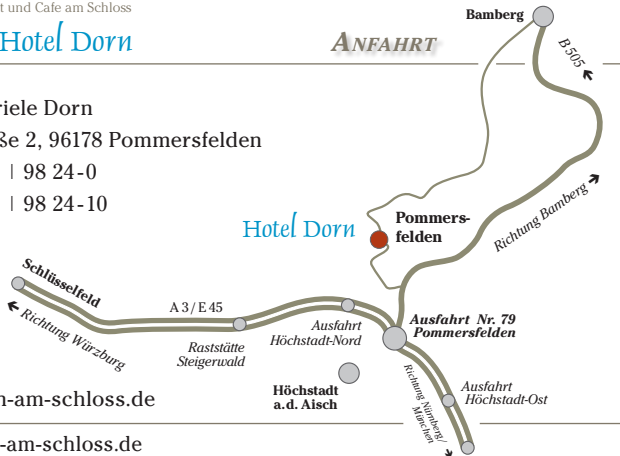 t und Cafe am Schloss
Hotel Dorn
ANFAHRT
Bamberg
B 505
riele Dorn
ße 2, 96178 Pommersfelden
| 98 24-0
| 98 24-10
Hotel Dorn
Pommers-
felden
Richtung Bamberg
Schlüsselfeld
Richtung Würzburg
A 3 / E 45
Raststätte
Steigerwald
Ausfahrt
Höchstadt-Nord
Ausfahrt Nr. 79
Pommersfelden
Höchstadt
a.d. Aisch
Richtung Nürnberg/
München
Ausfahrt
Höchstadt-Ost
n-am-schloss.de
-am-schloss.de